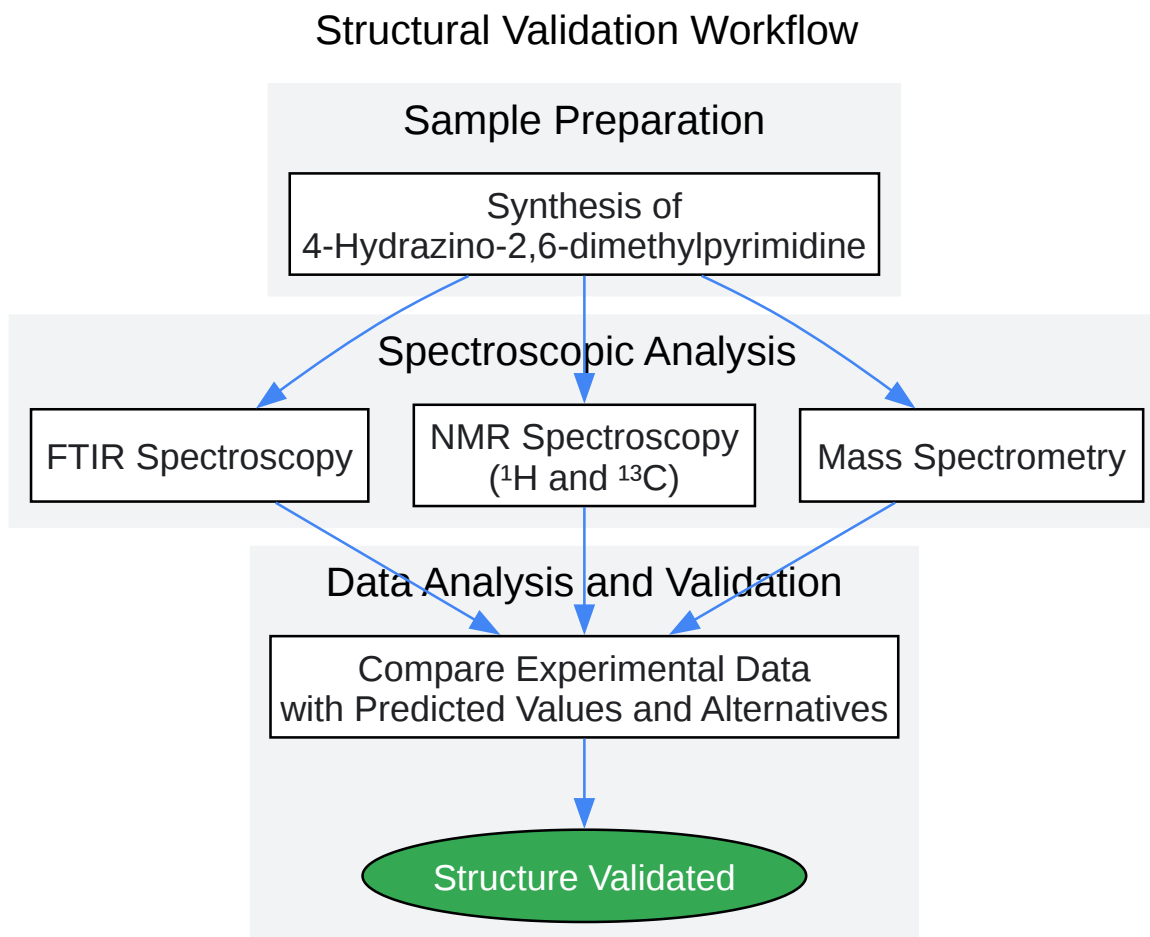 Structural Validation Workflow
Sample Preparation
Synthesis of
4-Hydrazino-2,6-dimethylpyrimidine
Spectroscopic Analysis
FTIR Spectroscopy
NMR Spectroscopy
(¹H and ¹³C)
Mass Spectrometry
Data Analysis and Validation
Compare Experimental Data
with Predicted Values and Alternatives
Structure Validated